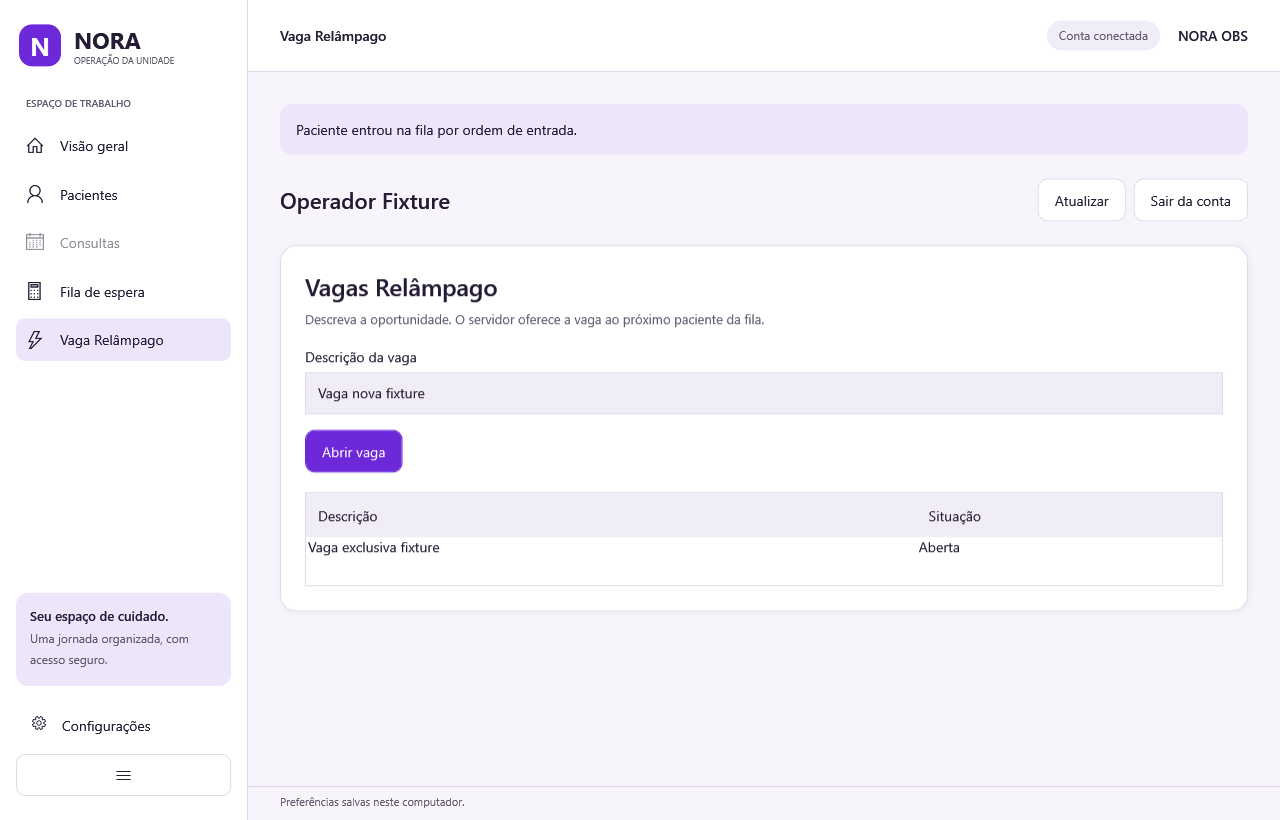 N
NORA
OPERAÇÃO DA UNIDADE
ESPAÇO DE TRABALHO
Visão geral
Pacientes
Consultas
Fila de espera
Vaga Relâmpago
Seu espaço de cuidado.
Uma jornada organizada, com
acesso seguro.
Configurações
Vaga Relâmpago
Conta conectada
NORA OBS
Paciente entrou na fila por ordem de entrada.
Operador Fixture
Atualizar
Sair da conta
Vagas Relâmpago
Descreva a oportunidade. O servidor oferece a vaga ao próximo paciente da fila.
Descrição da vaga
Vaga nova fixture
Abrir vaga
Descrição Situação
Vaga exclusiva fixture Aberta
Preferências salvas neste computador.